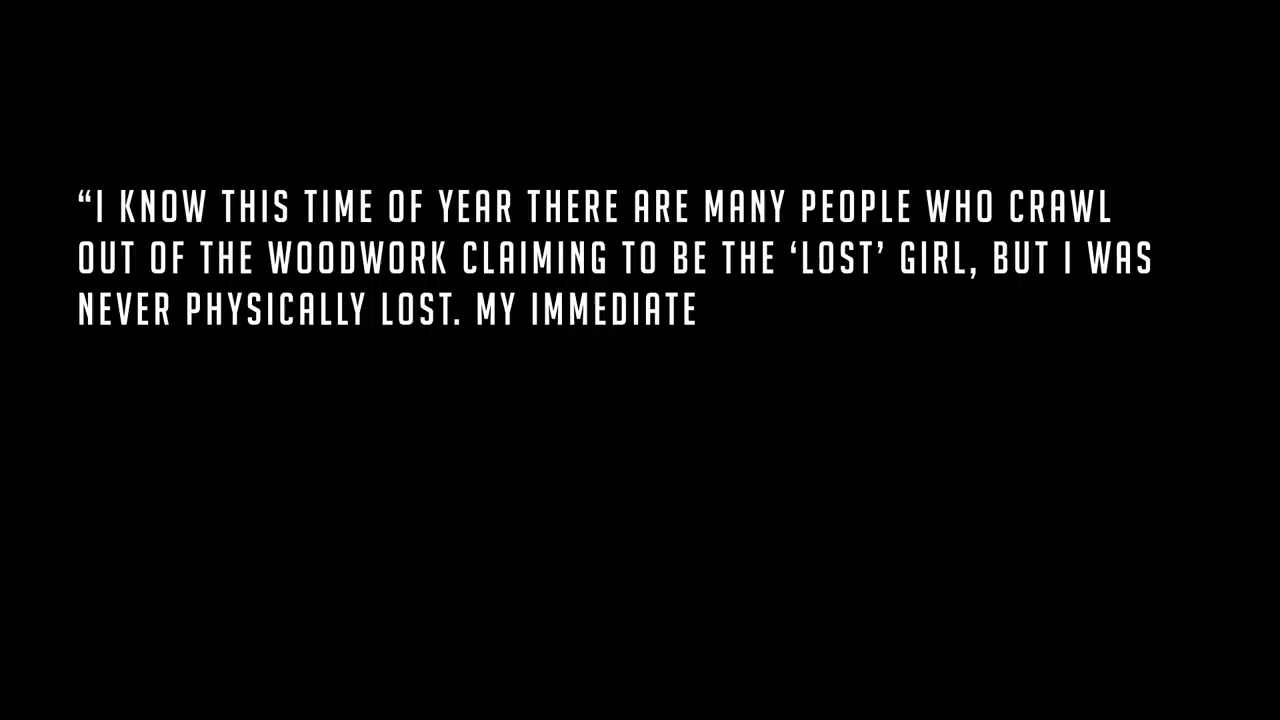 “I KNOW THIS TIME OF YEAR THERE ARE MANY PEOPLE WHO CRAWL
OUT OF THE WOODWORK CLAIMING TO BE THE ‘LOST’ GIRL, BUT I WAS
NEVER PHYSICALLY LOST. MY IMMEDIATE